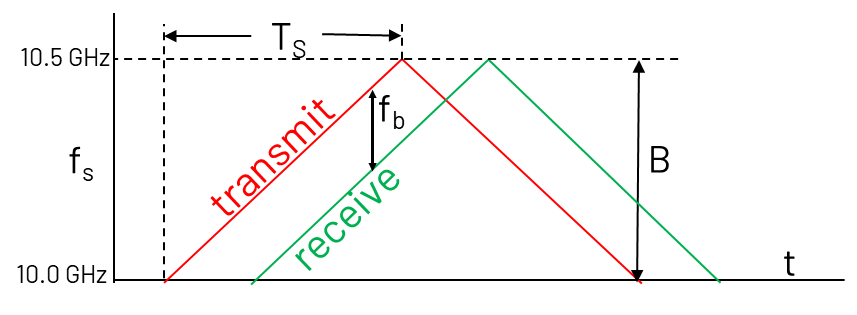 T_S
10.5 GHz
transmit
f_b
f_s
B
receive
t
10.0 GHz